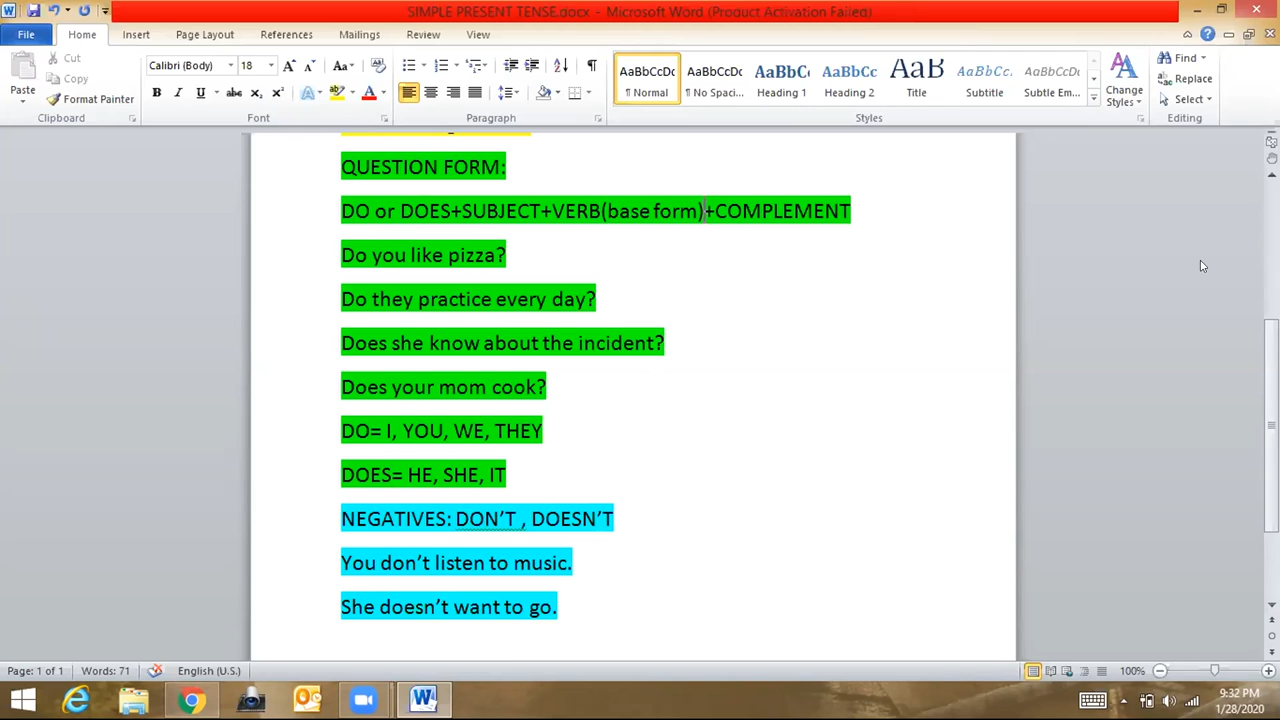 SIMPLE PRESENT TENSE.docx - Microsoft Word (Product Activation Failed)
File Home Insert Page Layout References Mailings Review View
Cut
Copy
Format Painter
Paste
Clipboard
Calibri (Body) 18
Font
Paragraph
AaBbCcDc AaBbCcDc AaBbCc AaBbCc AaB AaBbCcL AaBbCcDc
¶ Normal ¶ No Spaci... Heading 1 Heading 2 Title Subtitle Subtle Em...
Change
Styles
Styles
Find
Replace
Select
Editing
QUESTION FORM:
DO or DOES+SUBJECT+VERB(base form)+COMPLEMENT
Do you like pizza?
Do they practice every day?
Does she know about the incident?
Does your mom cook?
DO= I, YOU, WE, THEY
DOES= HE, SHE, IT
NEGATIVES: DON’T , DOESN’T
You don’t listen to music.
She doesn’t want to go.
Page: 1 of 1 Words: 71 English (U.S.) 100%
9:32 PM
1/28/2020